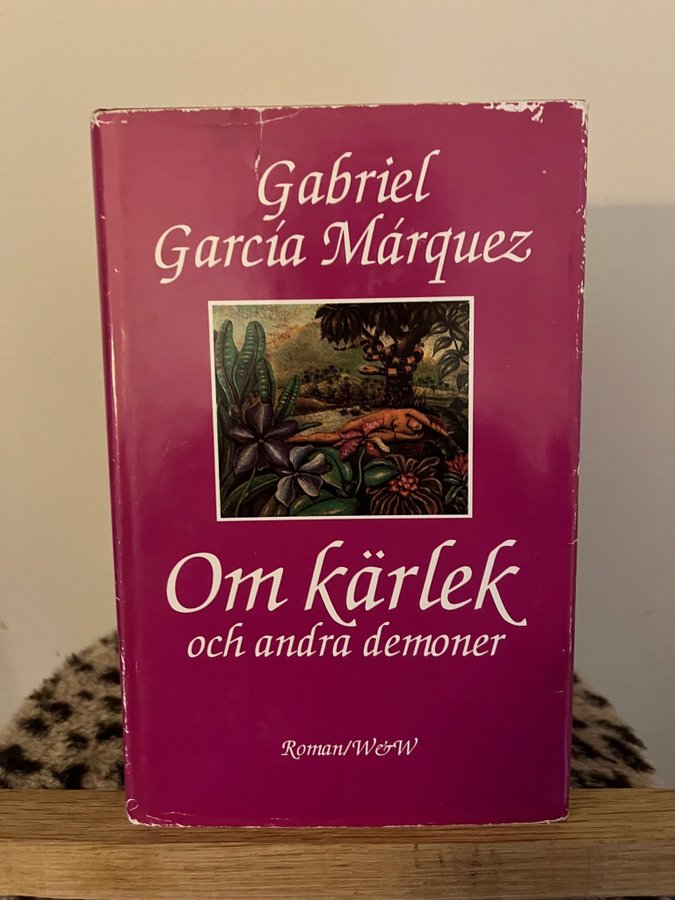 Gabriel
García Márquez
Om kärlek
och andra demoner
Roman/W&W